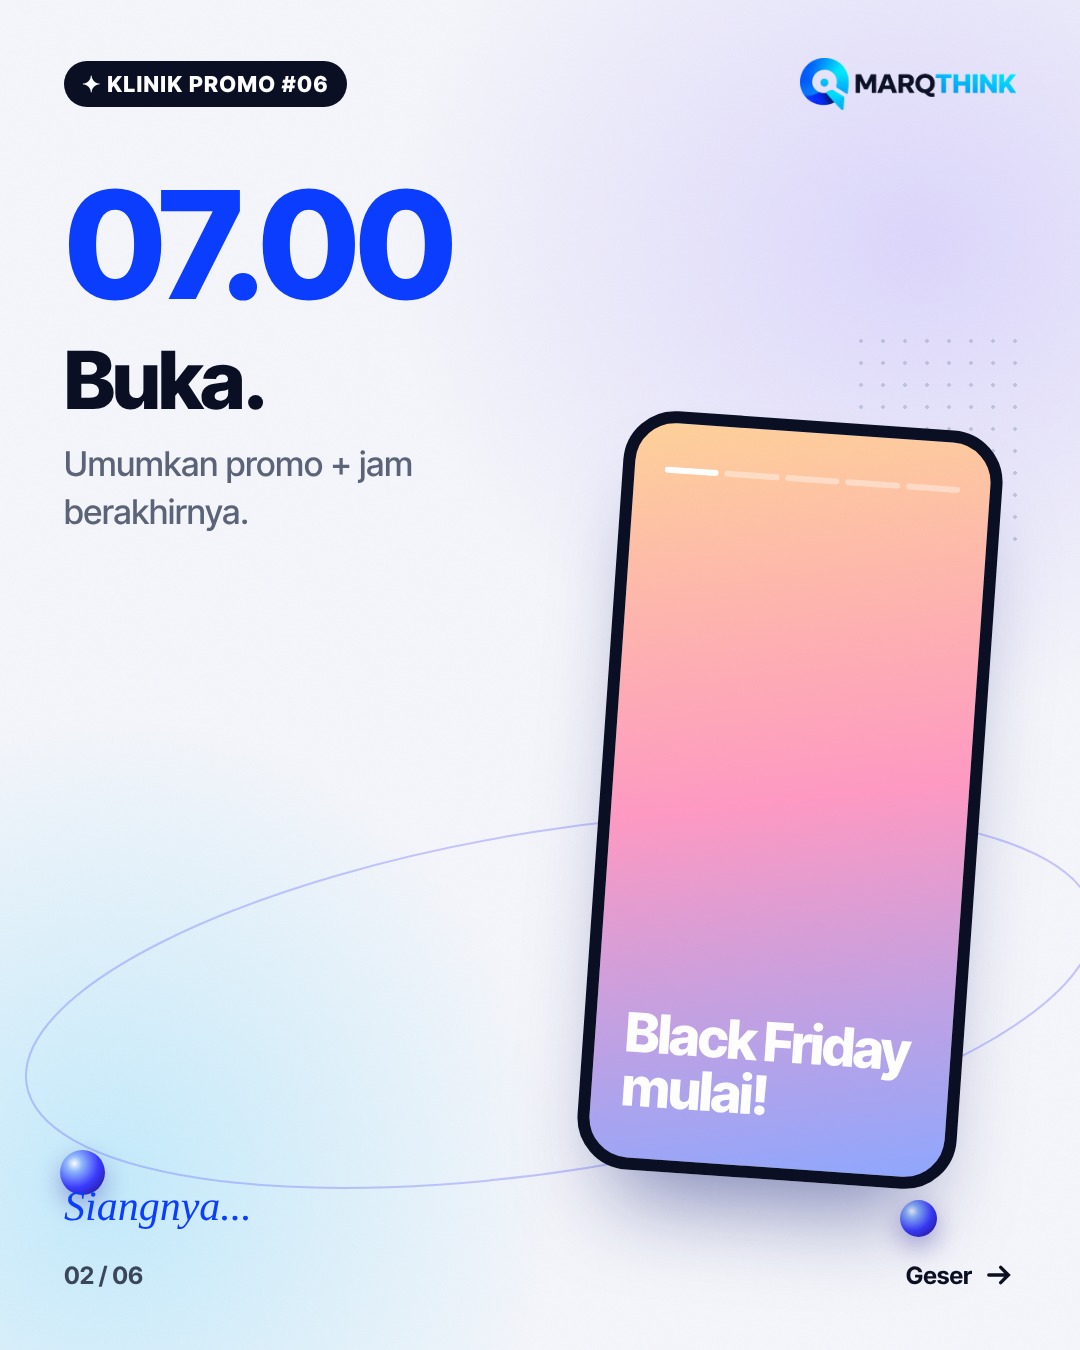 ✦ KLINIK PROMO #06
MARQTHINK
07.00
Buka.
Umumkan promo + jam
berakhirnya.
Black Friday
mulai!
Siangnya...
02 / 06
Geser →